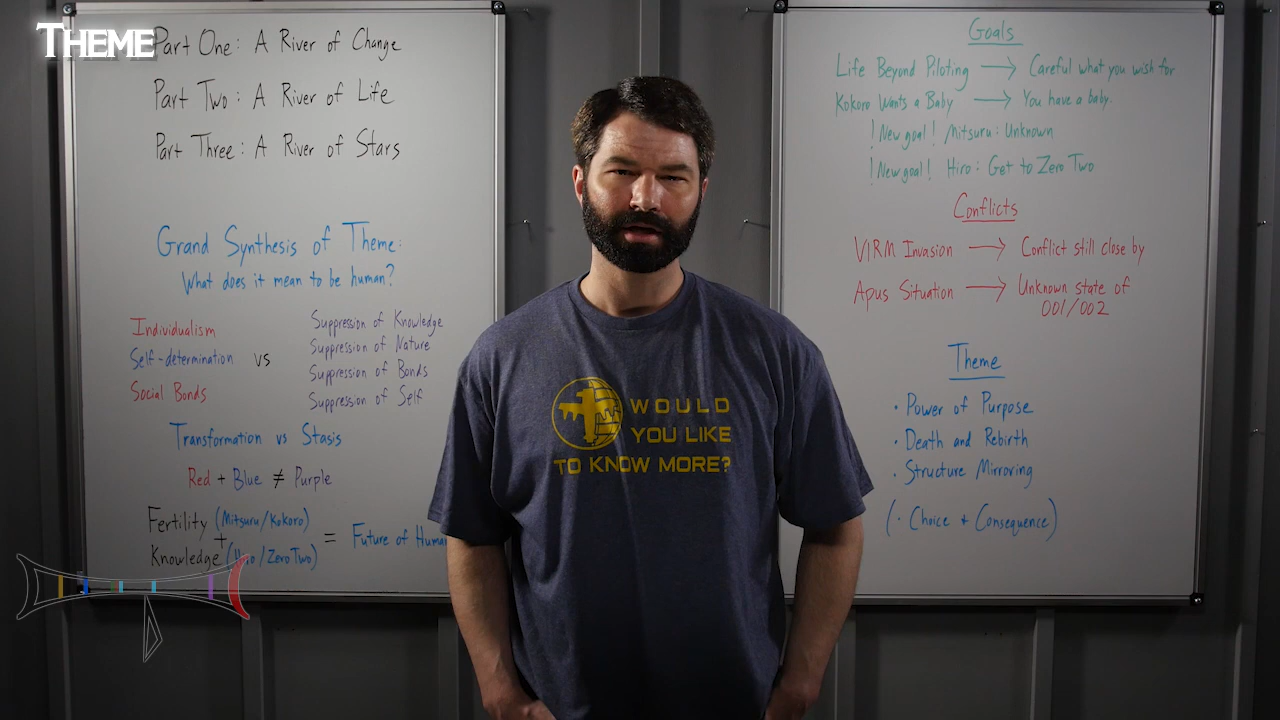 THEME
Part One: A River of Change
Part Two: A River of Life
Part Three: A River of Stars
Grand Synthesis of Theme:
What does it mean to be human?
Individualism
Self-determination
Social Bonds
vs
Suppression of Knowledge
Suppression of Nature
Suppression of Bonds
Suppression of Self
Transformation vs Stasis
Red + Blue ≠ Purple
Fertility (Mitsuru/Kokoro)
+
Knowledge (Hiro/Zero Two)
= Future of Human
WOULD
YOU LIKE
TO KNOW MORE?
Goals
Life Beyond Piloting → Careful what you wish for
Kokoro Wants a Baby → You have a baby.
! New goal! Mitsuru: Unknown
! New goal! Hiro: Get to Zero Two
Conflicts
VIRM Invasion → Conflict still close by
Apus Situation → Unknown state of
001/002
Theme
• Power of Purpose
• Death and Rebirth
• Structure Mirroring
(• Choice + Consequence)